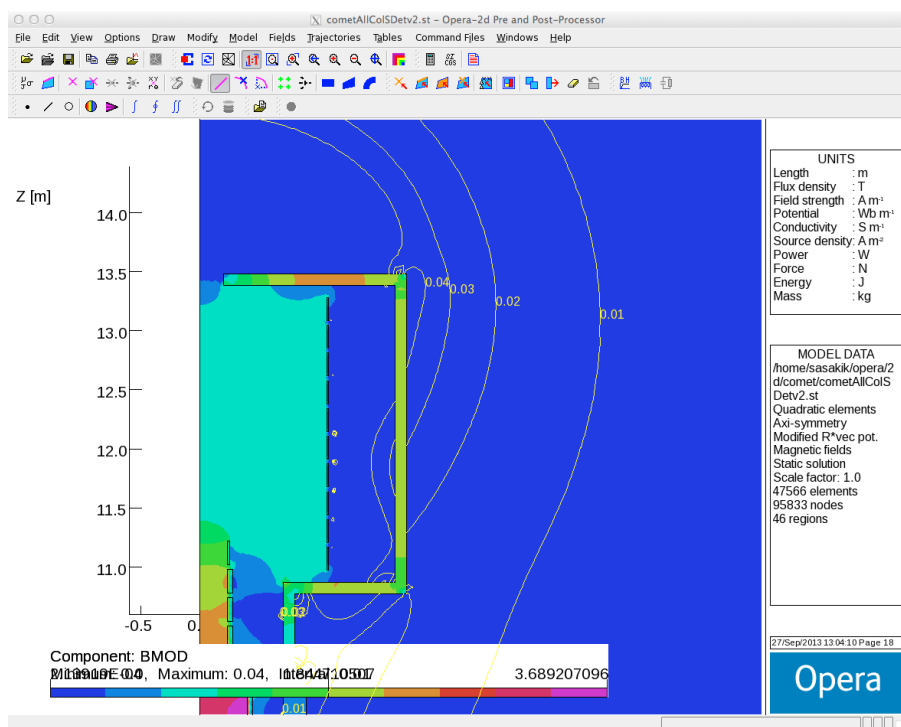 cometAllColSDetv2.st - Opera-2d Pre and Post-Processor
File Edit View Options Draw Modify Model Fields Trajectories Tables Command Files Windows Help
Z [m]
14.0
13.5
13.0
12.5
12.0
11.5
11.0
-0.5 0.
0.04
0.03
0.02
0.01
0.01
Component: BMOD
Maximum: 0.04,
3.689207096
UNITS
Length : m
Flux density : T
Field strength : A m-1
Potential : Wb m-1
Conductivity : S m-1
Source density: A m-2
Power : W
Force : N
Energy : J
Mass : kg
MODEL DATA
/home/sasakik/opera/2
d/comet/cometAllColS
Detv2.st
Quadratic elements
Axi-symmetry
Modified R*vec pot.
Magnetic fields
Static solution
Scale factor: 1.0
47566 elements
95833 nodes
46 regions
27/Sep/2013 13:04:10 Page 18
Opera